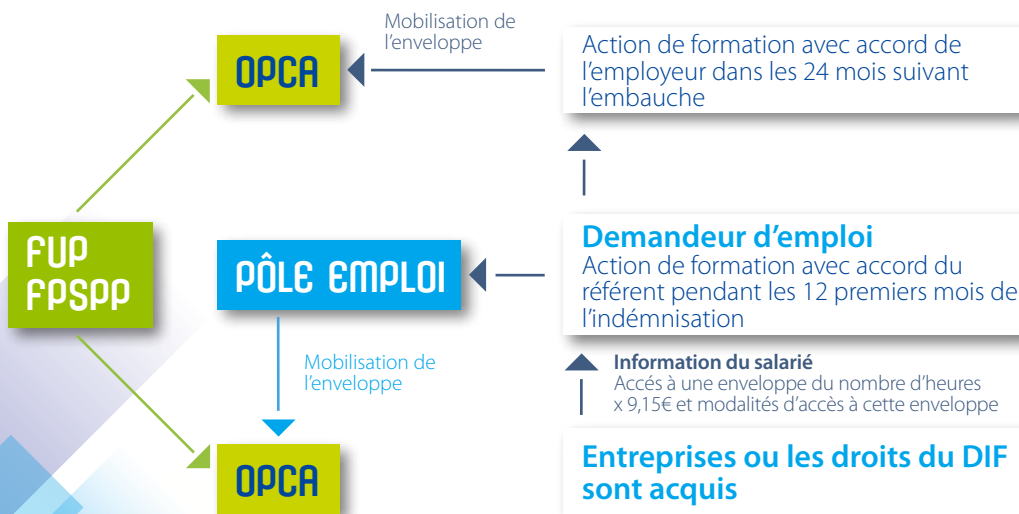 Mobilisation de
l'enveloppe
OPCA
Action de formation avec accord de
l'employeur dans les 24 mois suivant
l'embauche
FUP
FPSPP
PÔLE EMPLOI
Demandeur d'emploi
Action de formation avec accord du
référent pendant les 12 premiers mois de
l'indémnisation
Mobilisation de
l'enveloppe
Information du salarié
Accés à une enveloppe du nombre d'heures
x 9,15€ et modalités d'accès à cette enveloppe
OPCA
Entreprises ou les droits du DIF
sont acquis